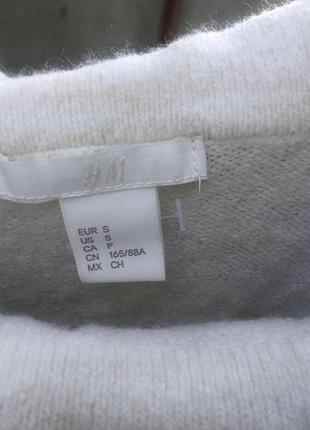 H&M
EUR S
US S
CA P
CN 165/88A
MX CH